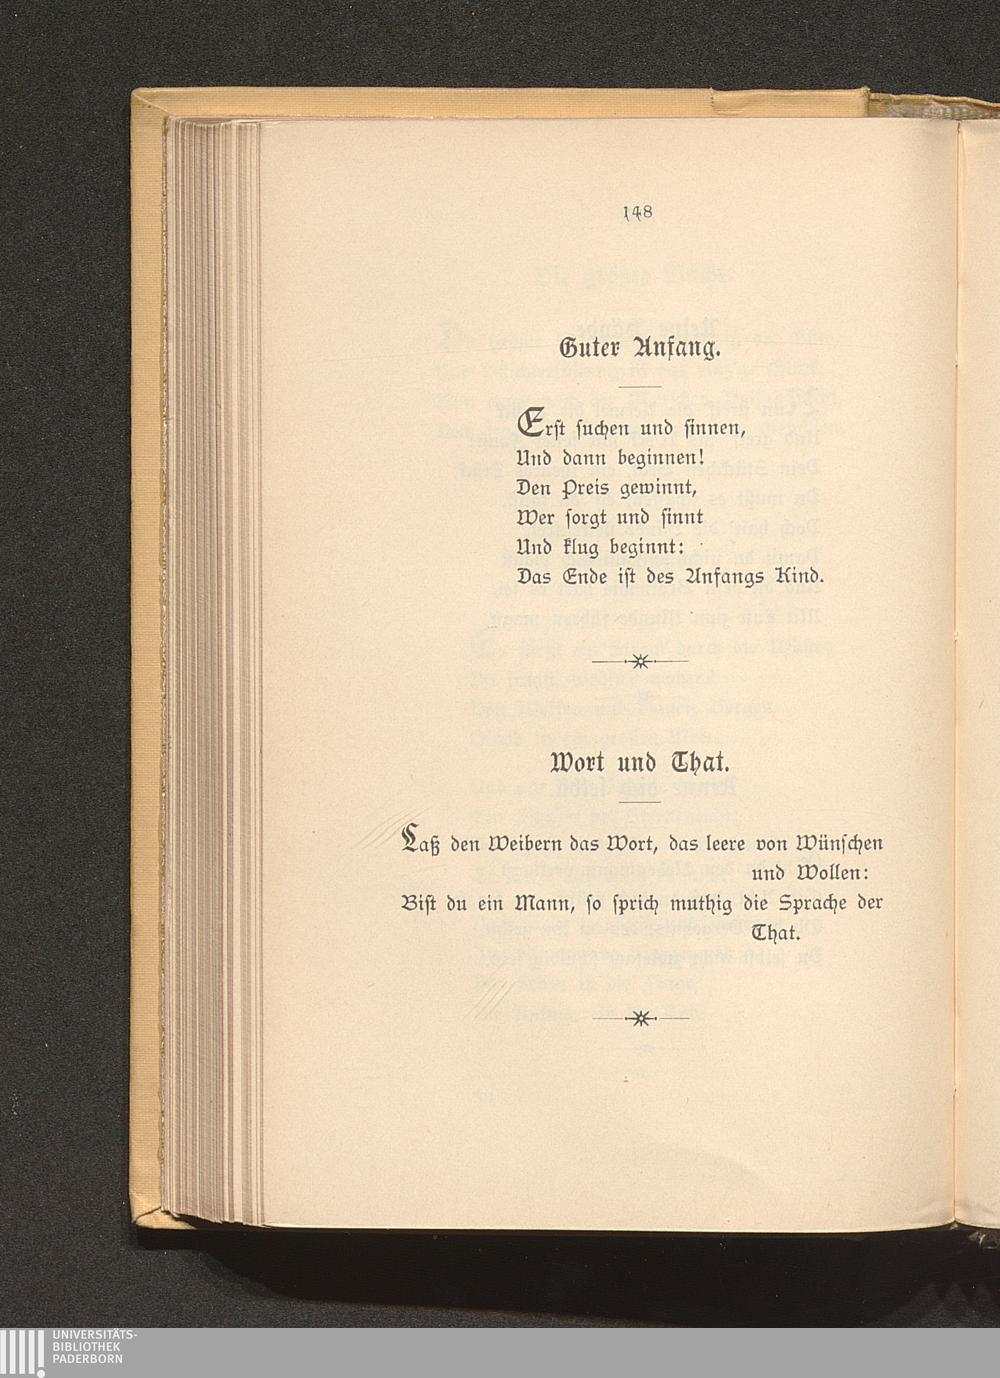 148
Guter Anfang.
Erst suchen und sinnen,
Und dann beginnen!
Den Preis gewinnt,
Wer sorgt und sinnt
Und klug beginnt:
Das Ende ist des Anfangs Kind.
Wort und That.
Laß den Weibern das Wort, das leere von Wünschen
und Wollen:
Bist du ein Mann, so sprich muthig die Sprache der
That.
UNIVERSITÄTS-
BIBLIOTHEK
PADERBORN